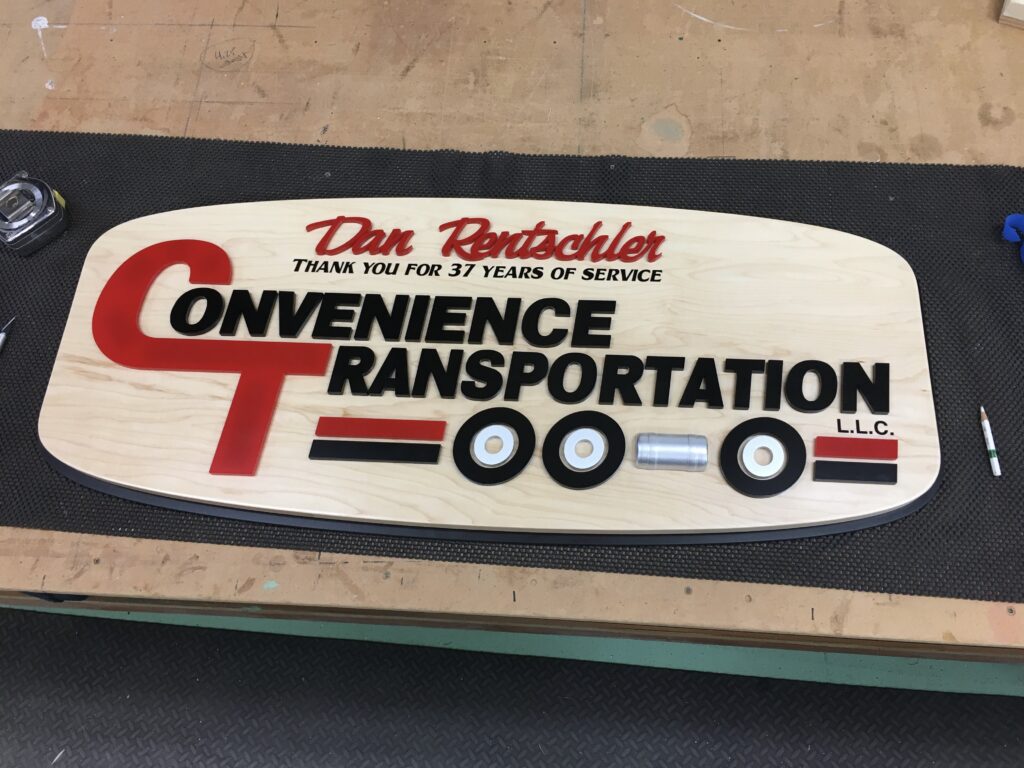 Dan Rentschler
THANK YOU FOR 37 YEARS OF SERVICE
CONVENIENCE
TRANSPORTATION
L.L.C.